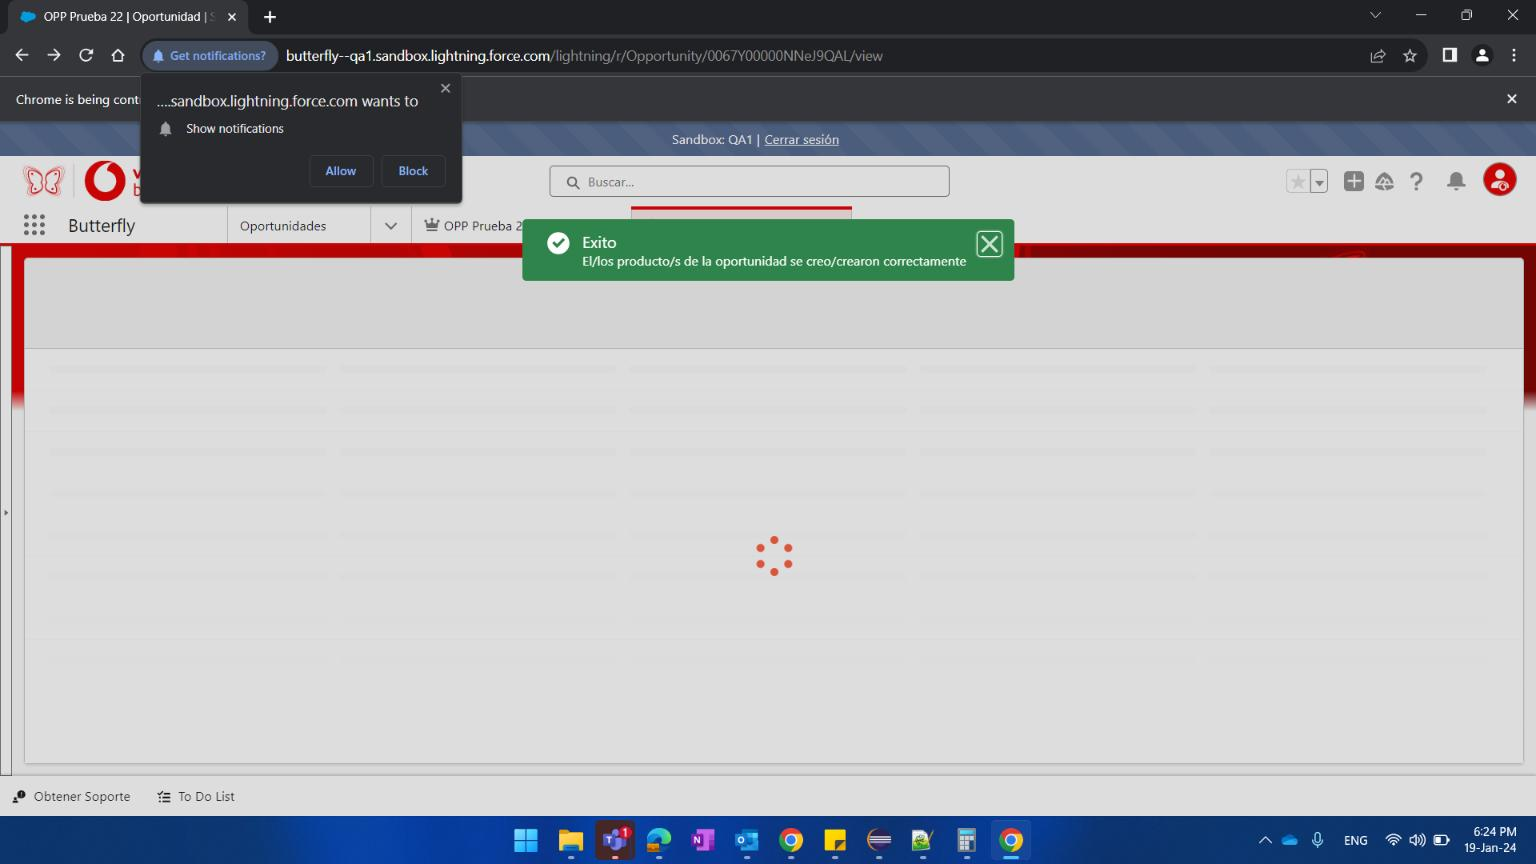 OPP Prueba 22 | Oportunidad |
Get notifications?
butterfly--qa1.sandbox.lightning.force.com/lightning/r/Opportunity/0067Y00000NNeJ9QAL/view
Chrome is being
....sandbox.lightning.force.com wants to
Show notifications
Allow
Block
Sandbox: QA1 | Cerrar sesión
Buscar...
Butterfly
Oportunidades
OPP Prueba 2
Exito
El/los producto/s de la oportunidad se creo/crearon correctamente
Obtener Soporte
To Do List
1
ENG
6:24 PM
19-Jan-24